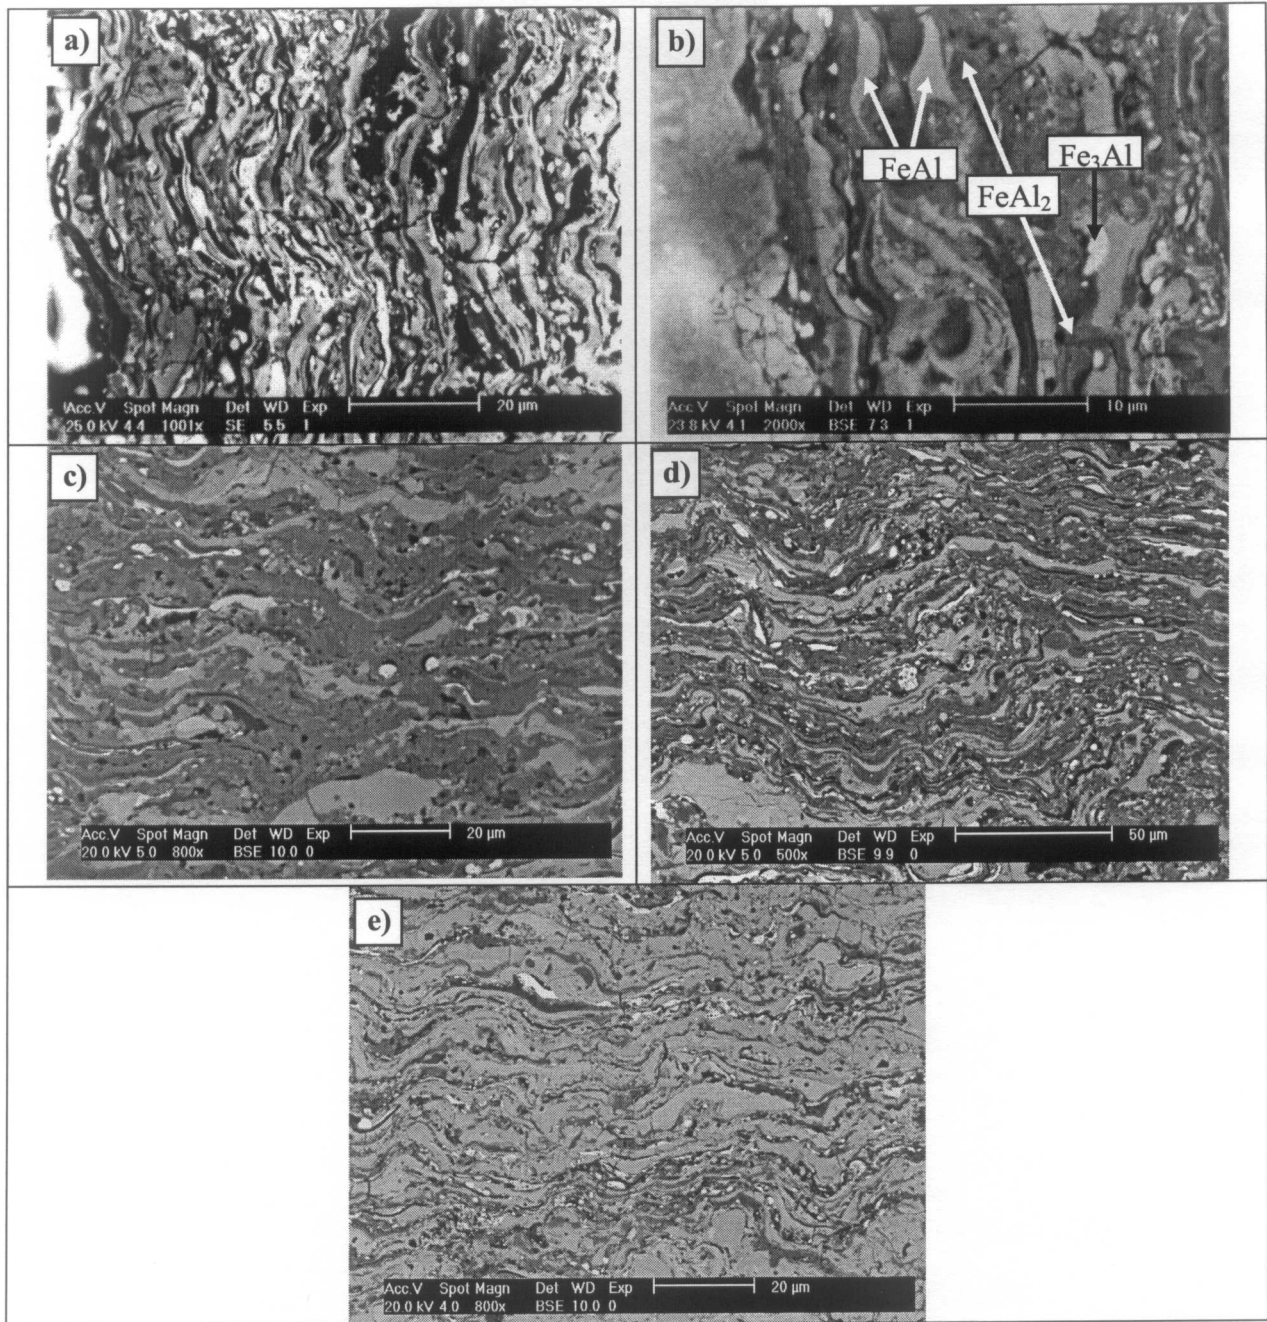 a)
Acc.V Spot Magn Det WD Exp 20 µm
25.0 kV 4.4 1001x SE 5.5 1
b)
FeAl
Fe₃Al
FeAl₂
Acc.V Spot Magn Det WD Exp 10 µm
23.8 kV 4.1 2000x BSE 7.3 1
c)
Acc.V Spot Magn Det WD Exp 20 µm
20.0 kV 5.0 800x BSE 10.0 0
d)
Acc.V Spot Magn Det WD Exp 50 µm
20.0 kV 5.0 500x BSE 9.9 0
e)
Acc.V Spot Magn Det WD Exp 20 µm
20.0 kV 4.0 800x BSE 10.0 0